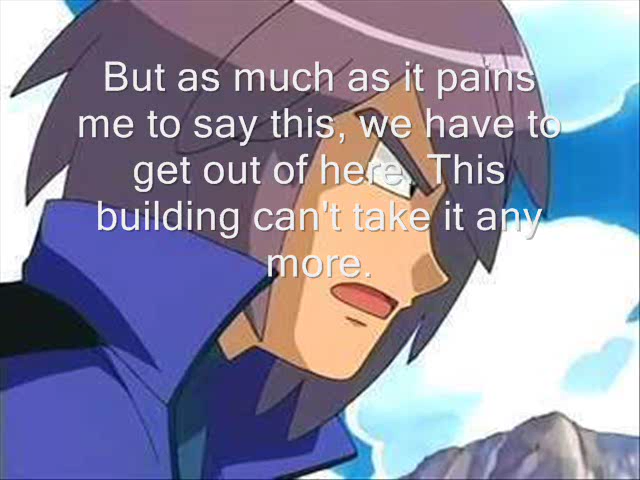 But as much as it pains
me to say this, we have to
get out of here. This
building can't take it any
more.